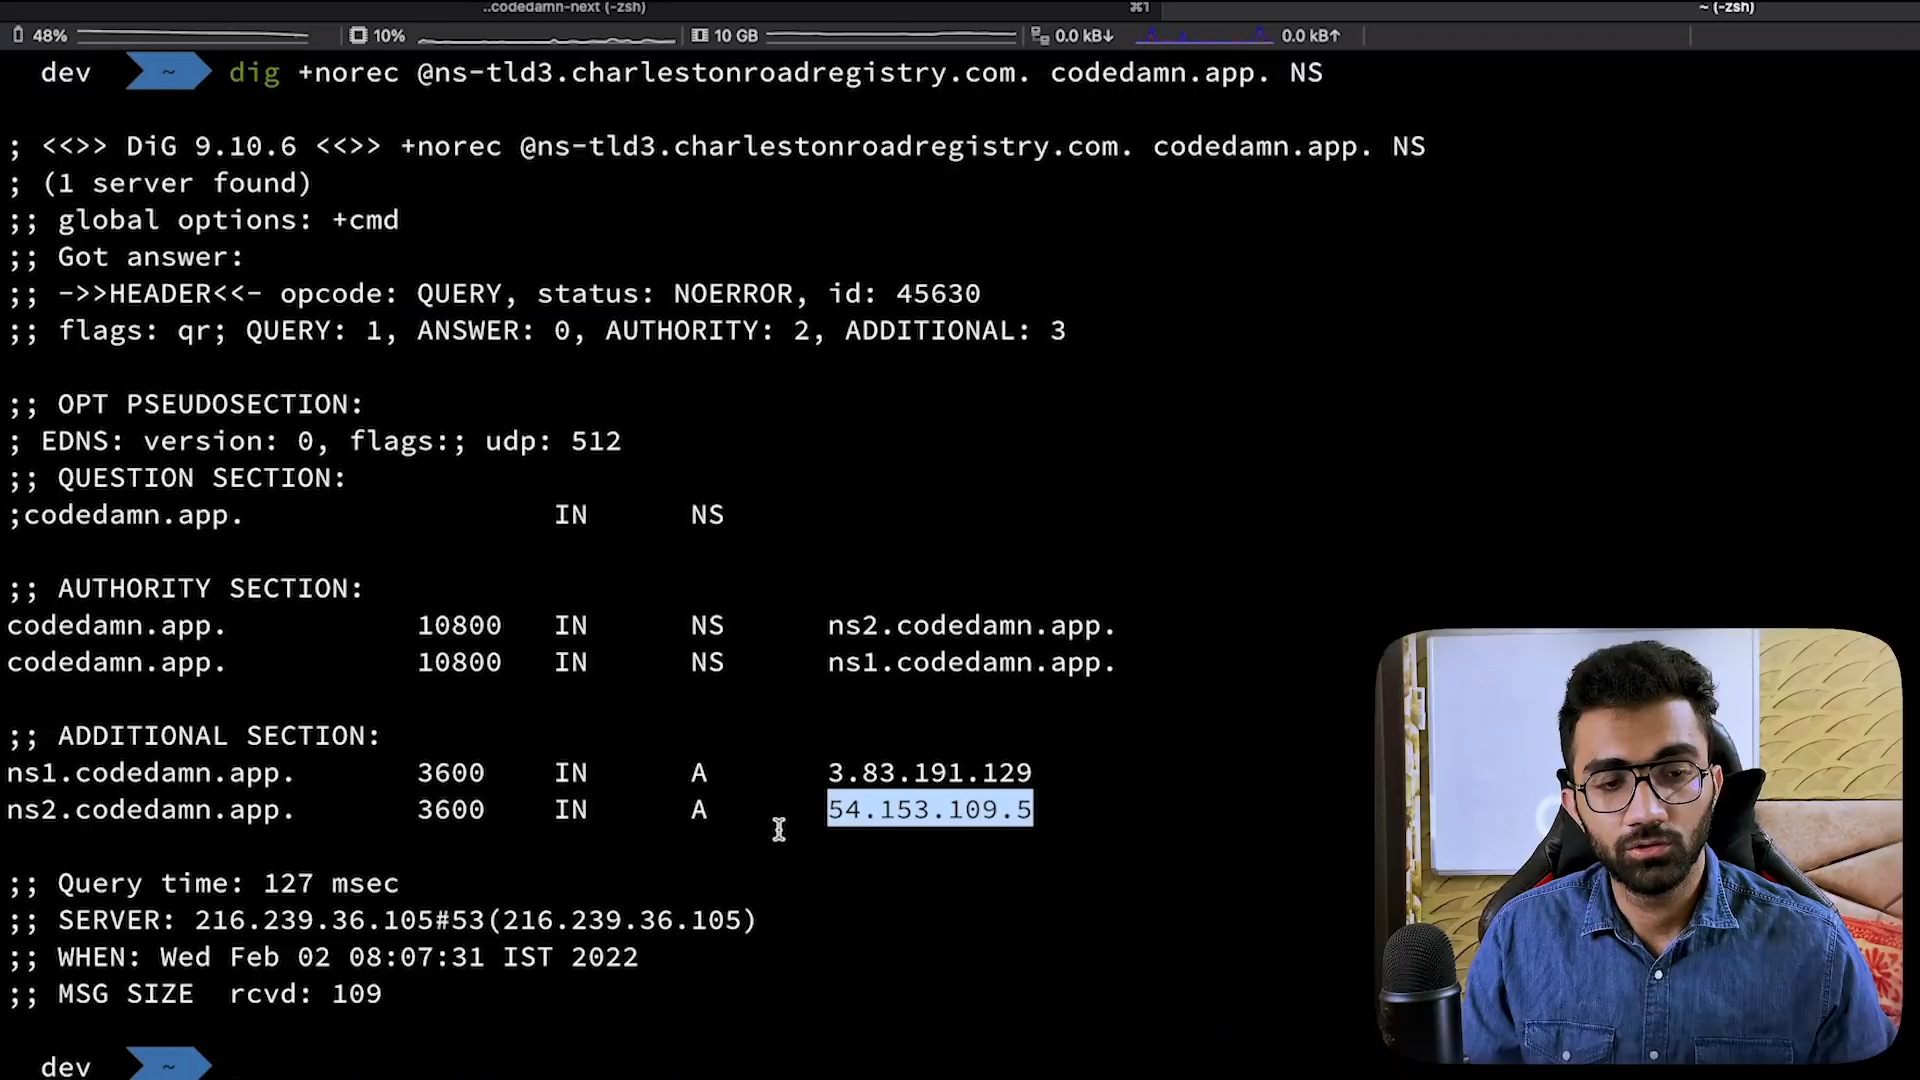 ..codedamn-next (-zsh) ⌘1 ~ (-zsh)
48% 10% 10 GB 0.0 kB↓ 0.0 kB↑
dev ~ dig +norec @ns-tld3.charlestonroadregistry.com. codedamn.app. NS
; <<>> DiG 9.10.6 <<>> +norec @ns-tld3.charlestonroadregistry.com. codedamn.app. NS
; (1 server found)
;; global options: +cmd
;; Got answer:
;; ->>HEADER<<- opcode: QUERY, status: NOERROR, id: 45630
;; flags: qr; QUERY: 1, ANSWER: 0, AUTHORITY: 2, ADDITIONAL: 3
;; OPT PSEUDOSECTION:
; EDNS: version: 0, flags:; udp: 512
;; QUESTION SECTION:
;codedamn.app. IN NS
;; AUTHORITY SECTION:
codedamn.app. 10800 IN NS ns2.codedamn.app.
codedamn.app. 10800 IN NS ns1.codedamn.app.
;; ADDITIONAL SECTION:
ns1.codedamn.app. 3600 IN A 3.83.191.129
ns2.codedamn.app. 3600 IN A 54.153.109.5
;; Query time: 127 msec
;; SERVER: 216.239.36.105#53(216.239.36.105)
;; WHEN: Wed Feb 02 08:07:31 IST 2022
;; MSG SIZE rcvd: 109
dev ~